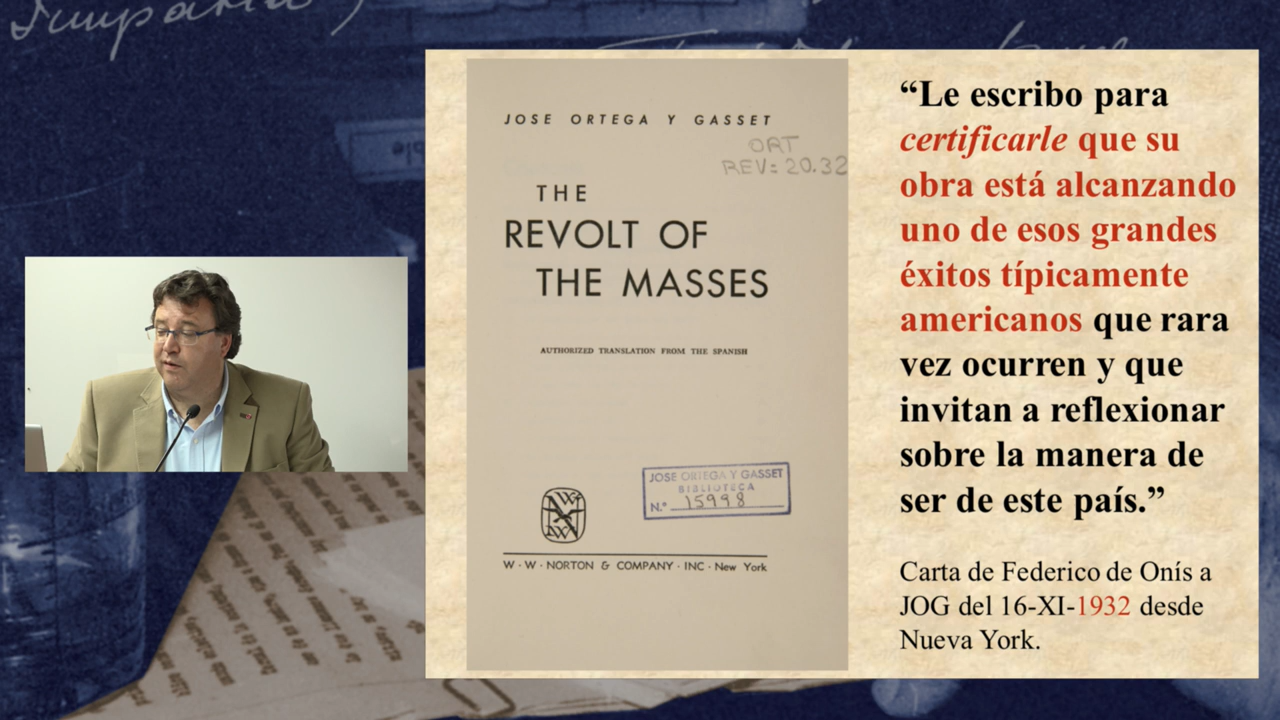 JOSE ORTEGA Y GASSET
ORT
REV: 20.32
THE
REVOLT OF
THE MASSES
AUTHORIZED TRANSLATION FROM THE SPANISH
JOSE ORTEGA Y GASSET
BIBLIOTECA
N.º 15998
W · W · NORTON & COMPANY · INC · New York
“Le escribo para
certificarle que su
obra está alcanzando
uno de esos grandes
éxitos típicamente
americanos que rara
vez ocurren y que
invitan a reflexionar
sobre la manera de
ser de este país.”
Carta de Federico de Onís a
JOG del 16-XI-1932 desde
Nueva York.